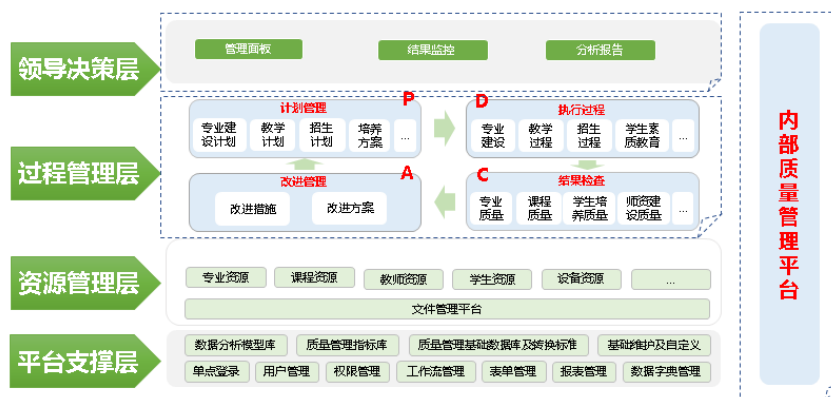 领导决策层
管理面板
结果监控
分析报告
过程管理层
计划管理
P
专业建
设计划
教学
计划
招生
计划
培养
方案
...
D
执行过程
专业
建设
教学
过程
招生
过程
学生素
质教育
...
改进管理
A
改进措施
改进方案
C
结果检查
专业
质量
课程
质量
学生培
养质量
师资建
设质量
...
资源管理层
专业资源
课程资源
教师资源
学生资源
设备资源
...
文件管理平台
平台支撑层
数据分析模型库
质量管理指标库
质量管理基础数据库及转换标准
基础维护及自定义
单点登录
用户管理
权限管理
工作流管理
表单管理
报表管理
数据字典管理
内部质量管理平台